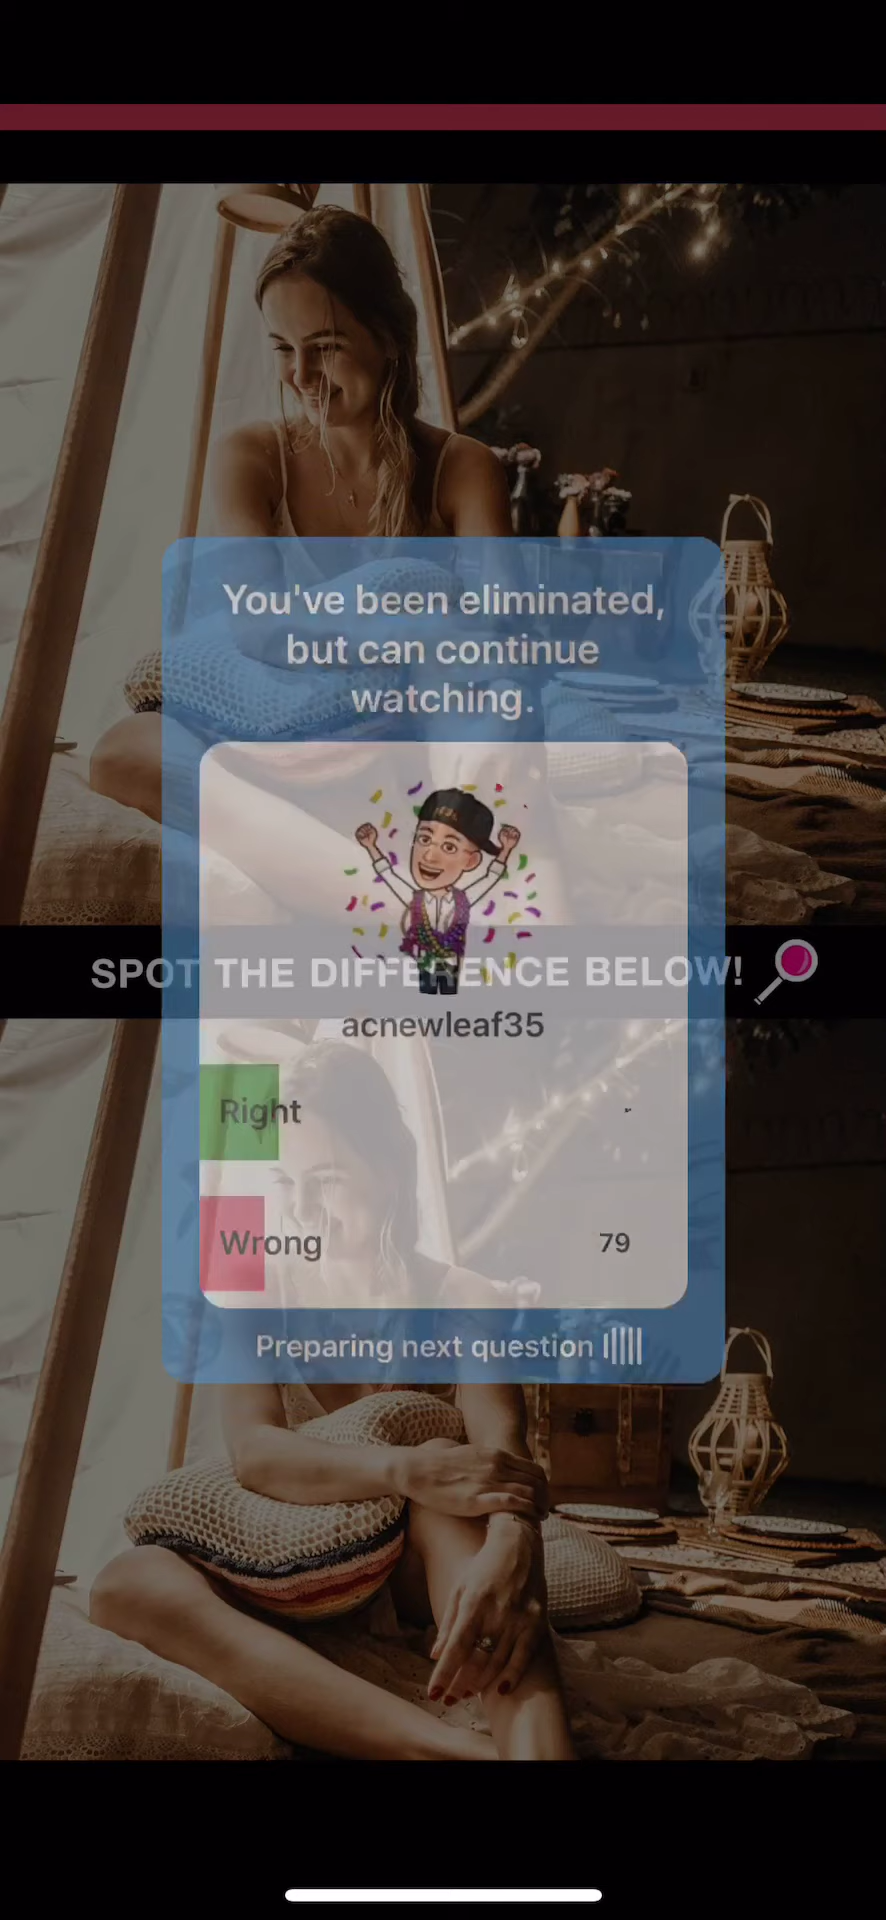 You've been eliminated,
but can continue
watching.
SPOT THE DIFFERENCE BELOW!
acnewleaf35
Right
Wrong 79
Preparing next question